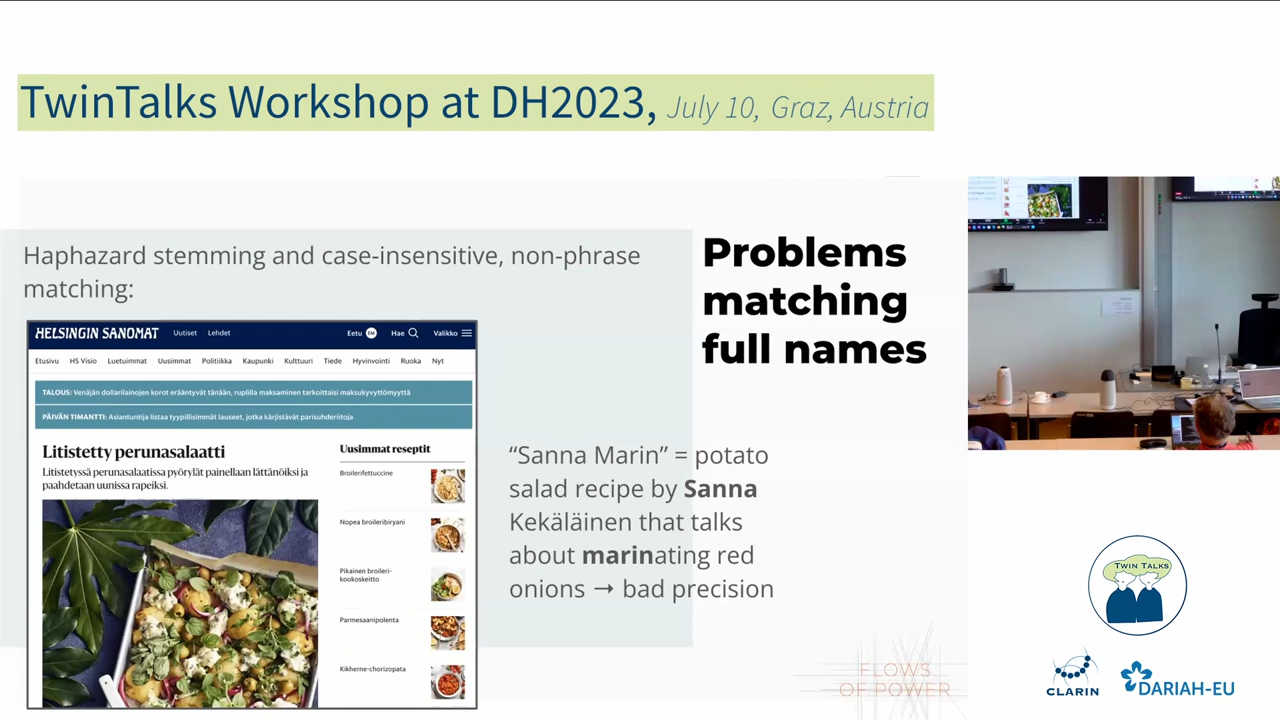 TwinTalks Workshop at DH2023, July 10, Graz, Austria
Haphazard stemming and case-insensitive, non-phrase
matching:
Problems
matching
full names
HELSINGIN SANOMAT Uutiset Lehdet Eetu EM Hae Valikko
Etusivu HS Visio Luetuimmat Uusimmat Politiikka Kaupunki Kulttuuri Tiede Hyvinvointi Ruoka Nyt
TALOUS: Venäjän dollarilainojen korot erääntyvät tänään, ruplilla maksaminen tarkoittaisi maksukyvyttömyyttä
PÄIVÄN TIMANTTI: Asiantuntija listaa tyypillisimmät lauseet, jotka kärjistävät parisuhderiitoja
Litistetty perunasalaatti
Litistetyssä perunasalaatissa pyörylät painellaan lättänöiksi ja
paahdetaan uunissa rapeiksi.
Uusimmat reseptit
Broilerifettuccine
Nopea broileribiryani
Pikainen broileri-
kookoskeitto
Parmesaanipolenta
Kikherne-chorizopata
“Sanna Marin” = potato
salad recipe by Sanna
Kekäläinen that talks
about marinating red
onions → bad precision
FLOWS
OF POWER
TWIN TALKS
CLARIN
DARIAH-EU